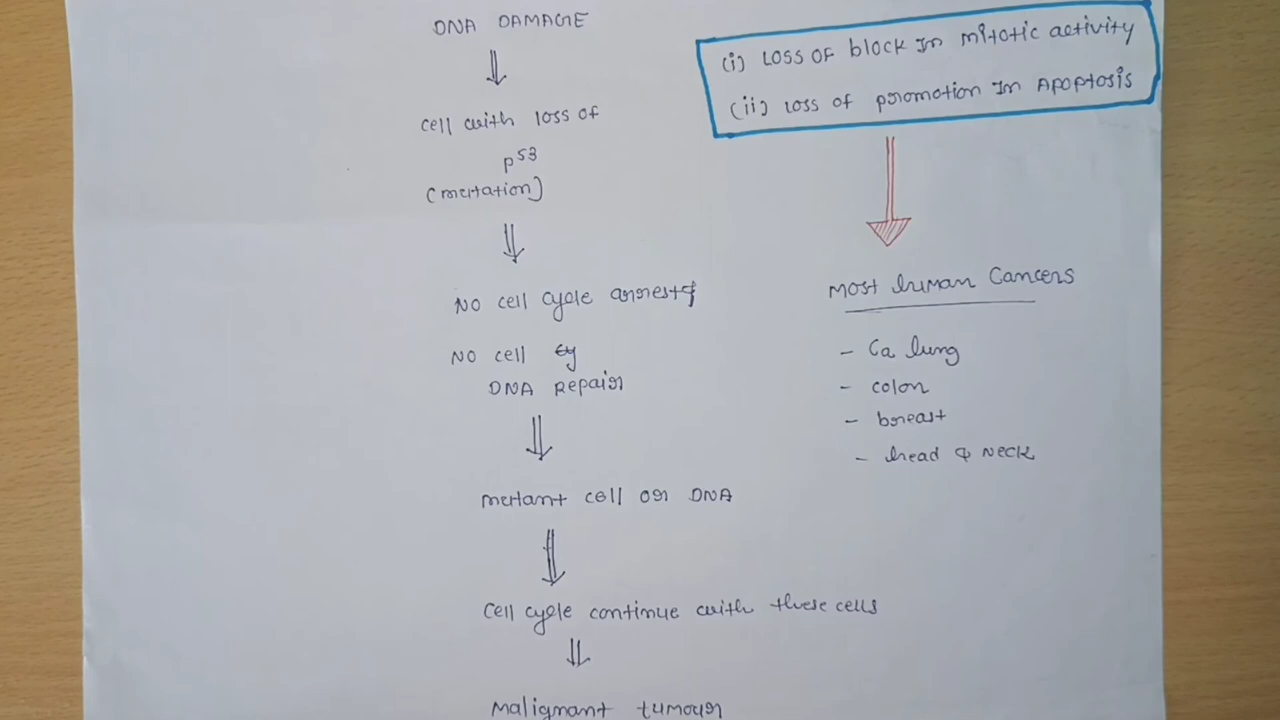 DNA DAMAGE
⇓
cell with loss of
p53
(mutation)
⇓
NO cell cycle arrest &
NO cell
DNA Repair
⇓
mutant cell or DNA
⇓
Cell cycle continue with these cells
⇓
Malignant tumour
(i) LOSS OF block In mitotic activity
(ii) Loss of promotion In Apoptosis
Most human Cancers
- Ca lung
- colon
- breast
- head & NECK